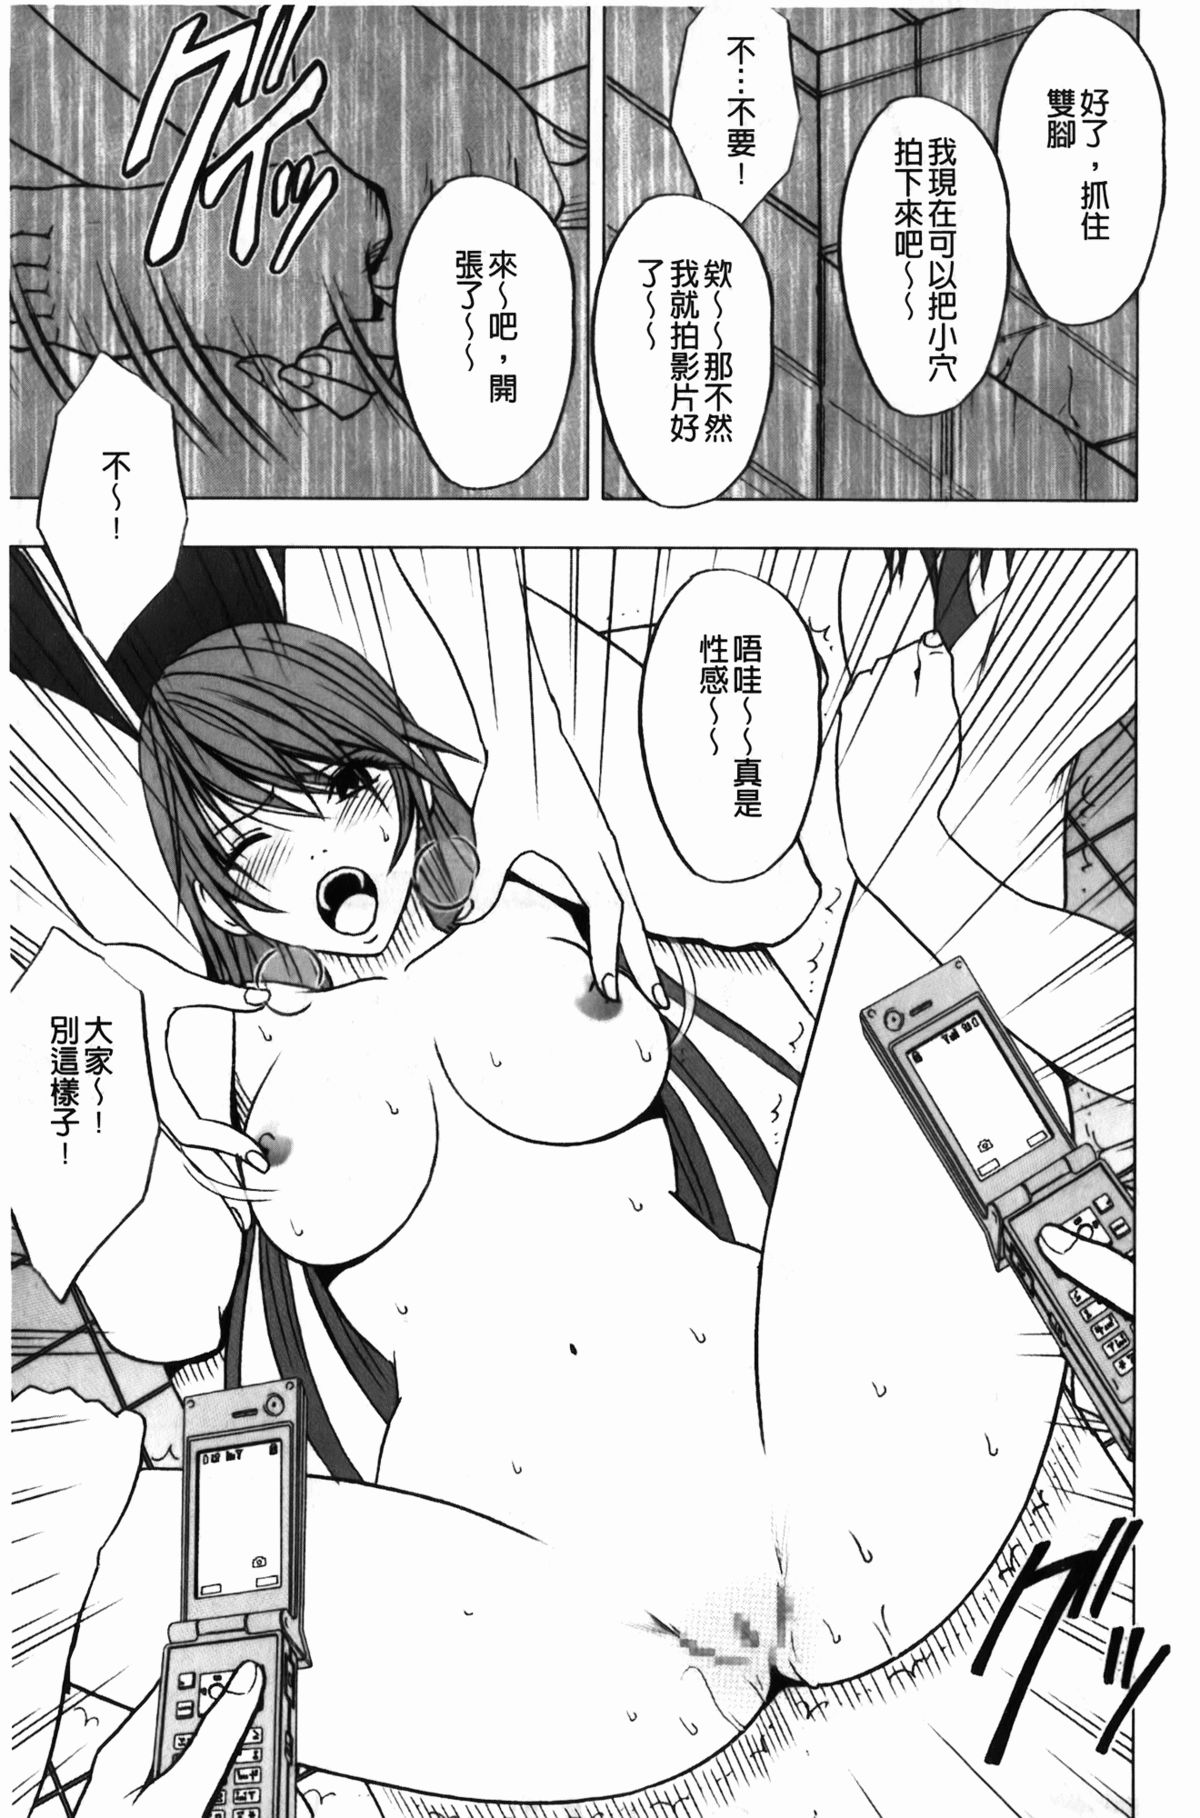 好了，抓住
雙腳
我現在可以把小穴
拍下來吧～～
不…不要！
欸～～那不然
我就拍影片好
了～～
來～吧，開
張了～～
グイッ
不～！
唔哇～～真是
性感～～
大家～！
別這樣子！
グッ